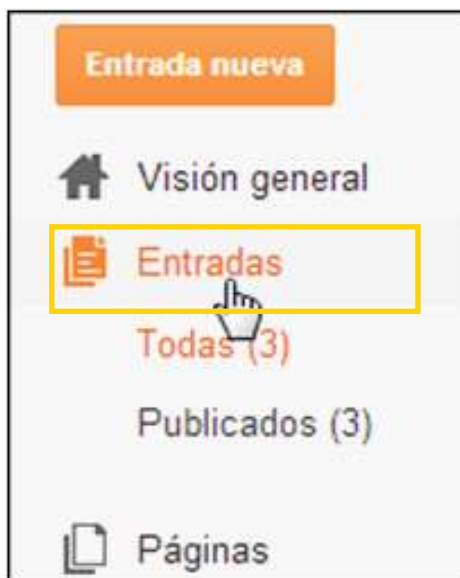 Entrada nueva
Visión general
Entradas
Todas (3)
Publicados (3)
Páginas